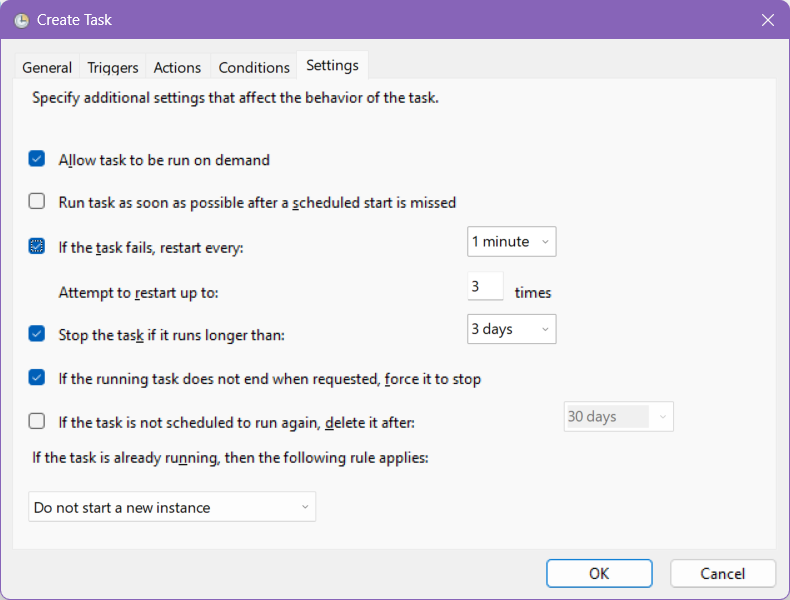 Create Task
General Triggers Actions Conditions Settings
Specify additional settings that affect the behavior of the task.
Allow task to be run on demand
Run task as soon as possible after a scheduled start is missed
If the task fails, restart every: 1 minute
Attempt to restart up to: 3 times
Stop the task if it runs longer than: 3 days
If the running task does not end when requested, force it to stop
If the task is not scheduled to run again, delete it after: 30 days
If the task is already running, then the following rule applies:
Do not start a new instance
OK Cancel